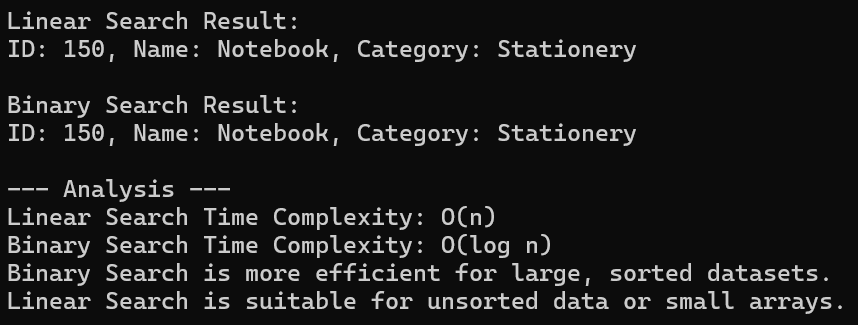 Linear Search Result:
ID: 150, Name: Notebook, Category: Stationery
Binary Search Result:
ID: 150, Name: Notebook, Category: Stationery
--- Analysis ---
Linear Search Time Complexity: O(n)
Binary Search Time Complexity: O(log n)
Binary Search is more efficient for large, sorted datasets.
Linear Search is suitable for unsorted data or small arrays.